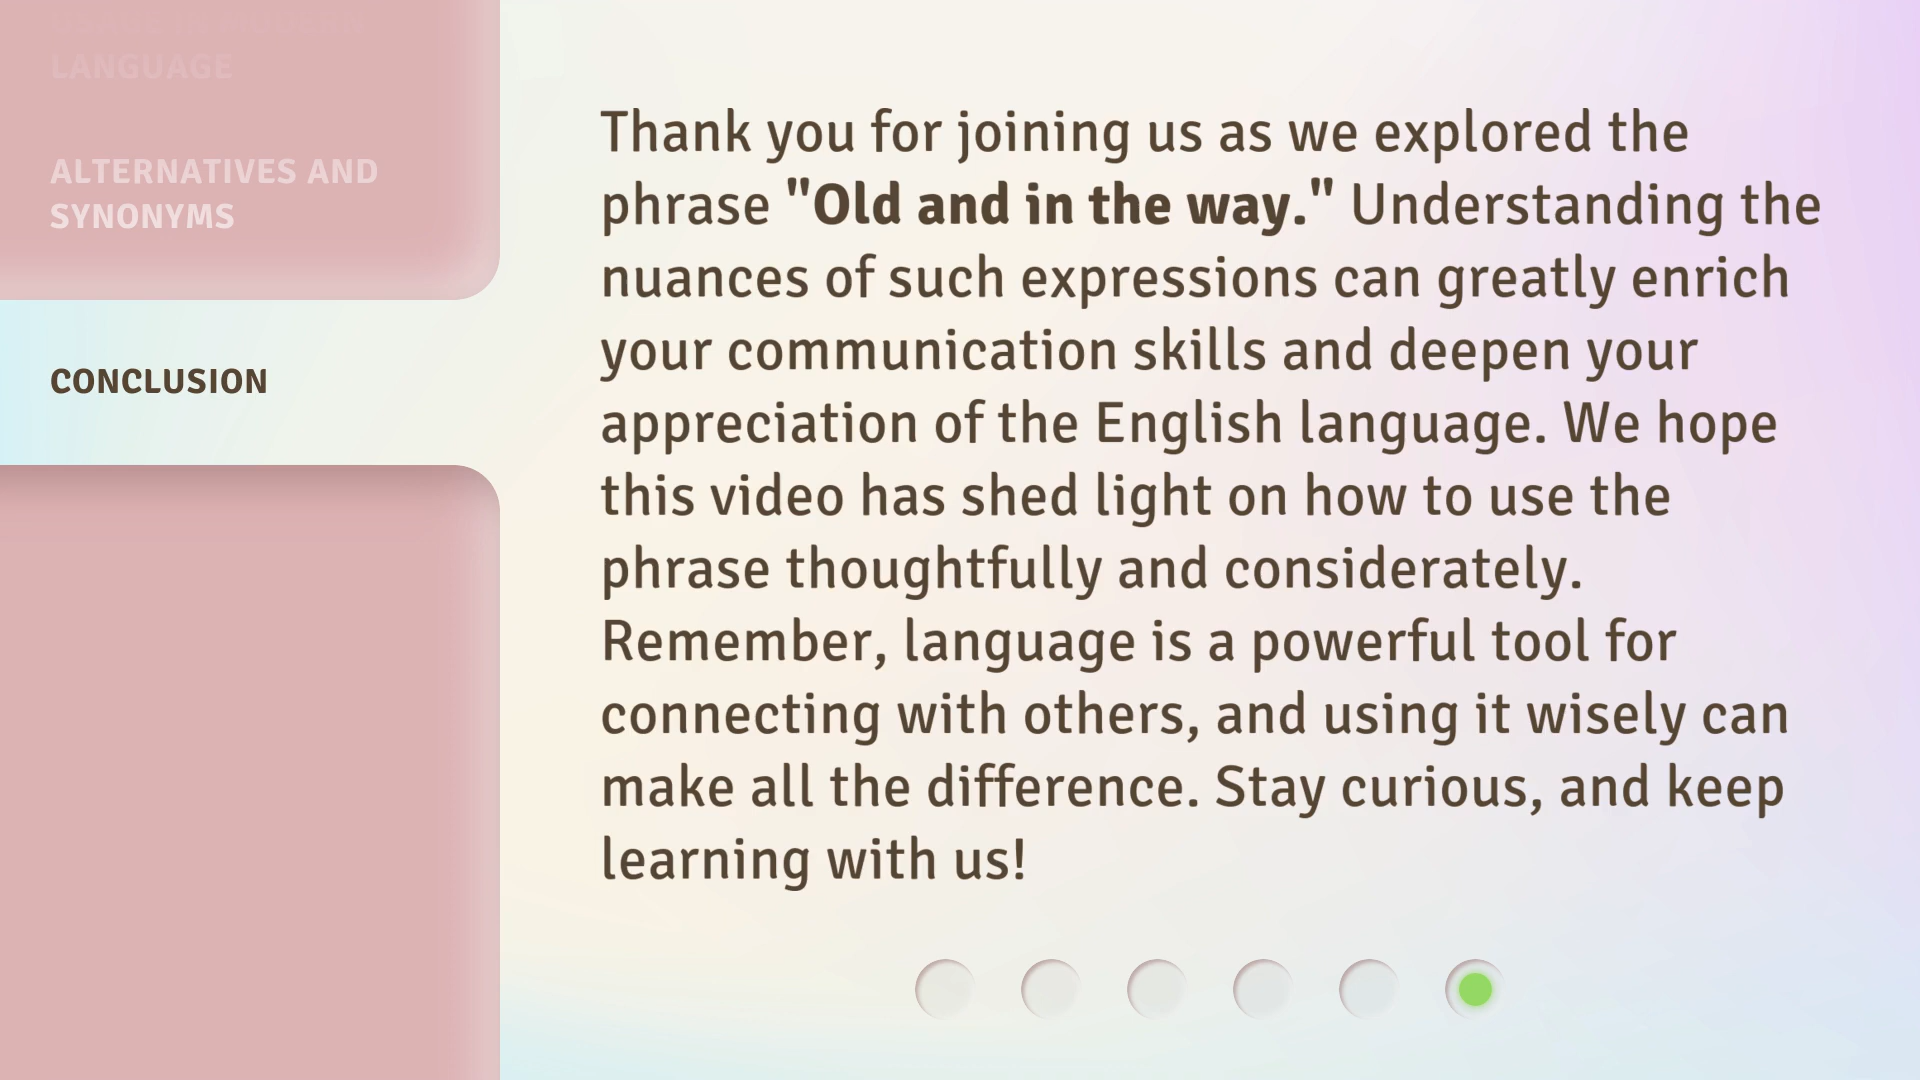 USAGE IN MODERN
LANGUAGE
ALTERNATIVES AND
SYNONYMS
CONCLUSION
Thank you for joining us as we explored the
phrase "Old and in the way." Understanding the
nuances of such expressions can greatly enrich
your communication skills and deepen your
appreciation of the English language. We hope
this video has shed light on how to use the
phrase thoughtfully and considerately.
Remember, language is a powerful tool for
connecting with others, and using it wisely can
make all the difference. Stay curious, and keep
learning with us!